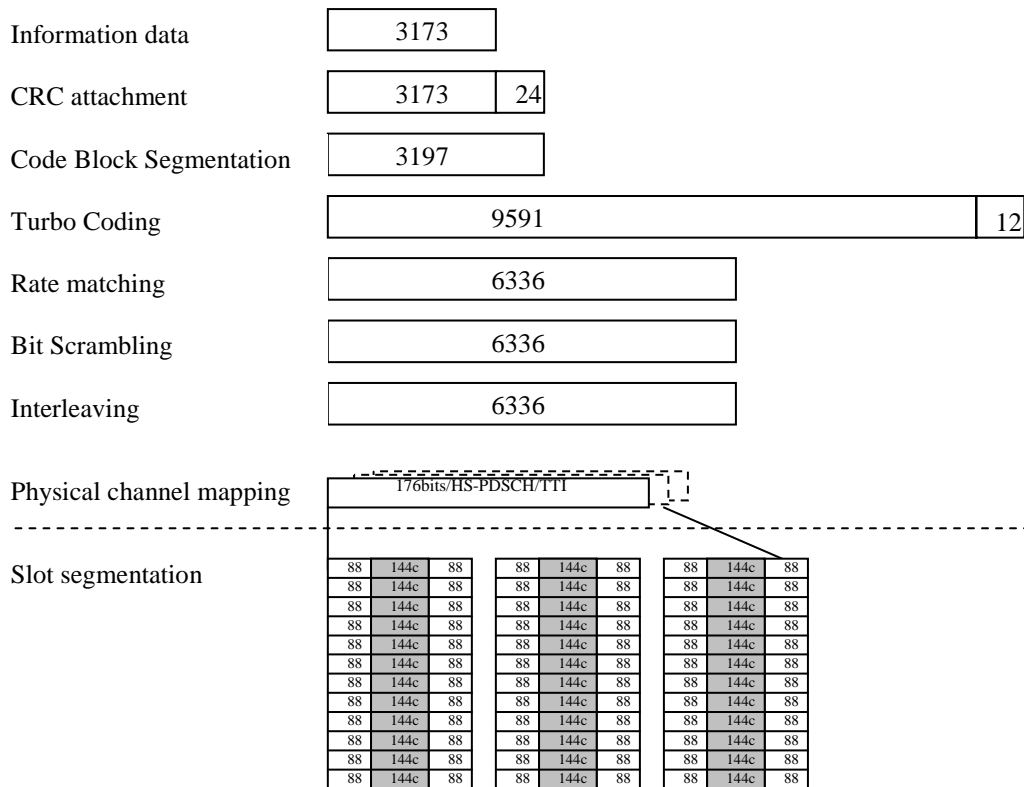 Information data 3173
CRC attachment 3173 24
Code Block Segmentation 3197
Turbo Coding 9591 12
Rate matching 6336
Bit Scrambling 6336
Interleaving 6336
Physical channel mapping 176bits/HS-PDSCH/TTI
Slot segmentation
88 144c 88 88 144c 88 88 144c 88
88 144c 88 88 144c 88 88 144c 88
88 144c 88 88 144c 88 88 144c 88
88 144c 88 88 144c 88 88 144c 88
88 144c 88 88 144c 88 88 144c 88
88 144c 88 88 144c 88 88 144c 88
88 144c 88 88 144c 88 88 144c 88
88 144c 88 88 144c 88 88 144c 88
88 144c 88 88 144c 88 88 144c 88
88 144c 88 88 144c 88 88 144c 88
88 144c 88 88 144c 88 88 144c 88
88 144c 88 88 144c 88 88 144c 88